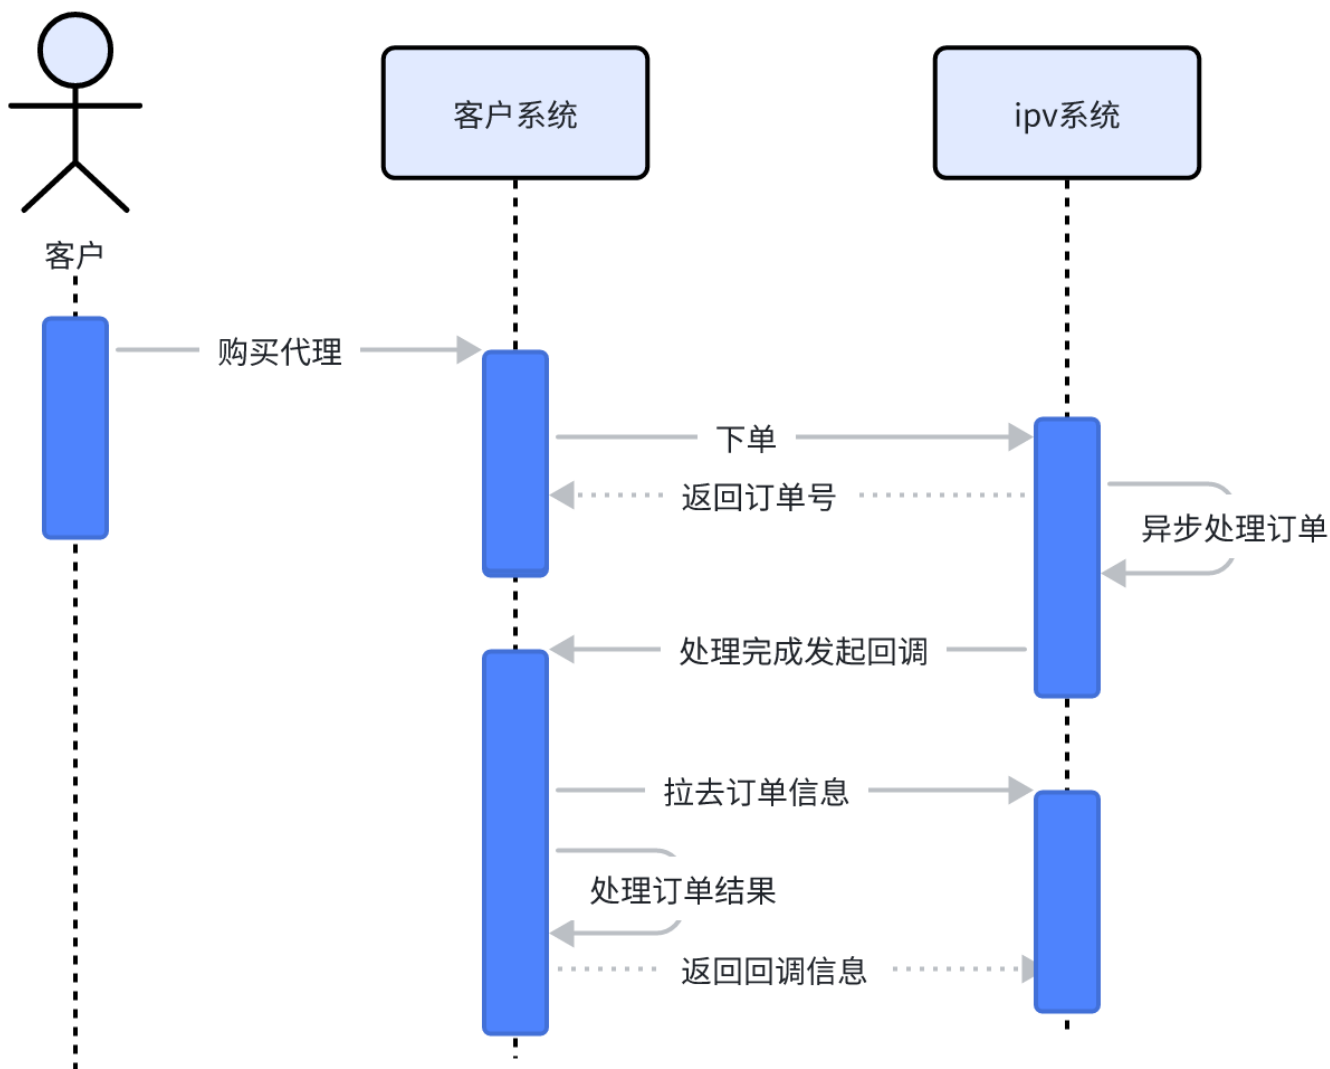 客户系统
ipv系统
客户
购买代理
下单
返回订单号
异步处理订单
处理完成发起回调
拉去订单信息
处理订单结果
返回回调信息